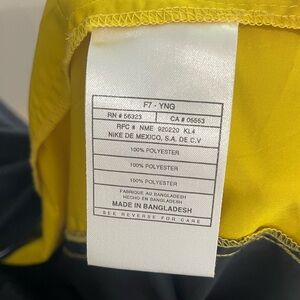 F7 - YNG
RN # 56323 CA # 05553
RFC # NME 920220 KL4
NIKE DE MEXICO, S.A. DE C.V
100% POLYESTER
100% POLYESTER
100% POLYESTER
FABRIQUE AU BANGLADESH
HECHO EN BANGLADESH
MADE IN BANGLADESH
SEE REVERSE FOR CARE